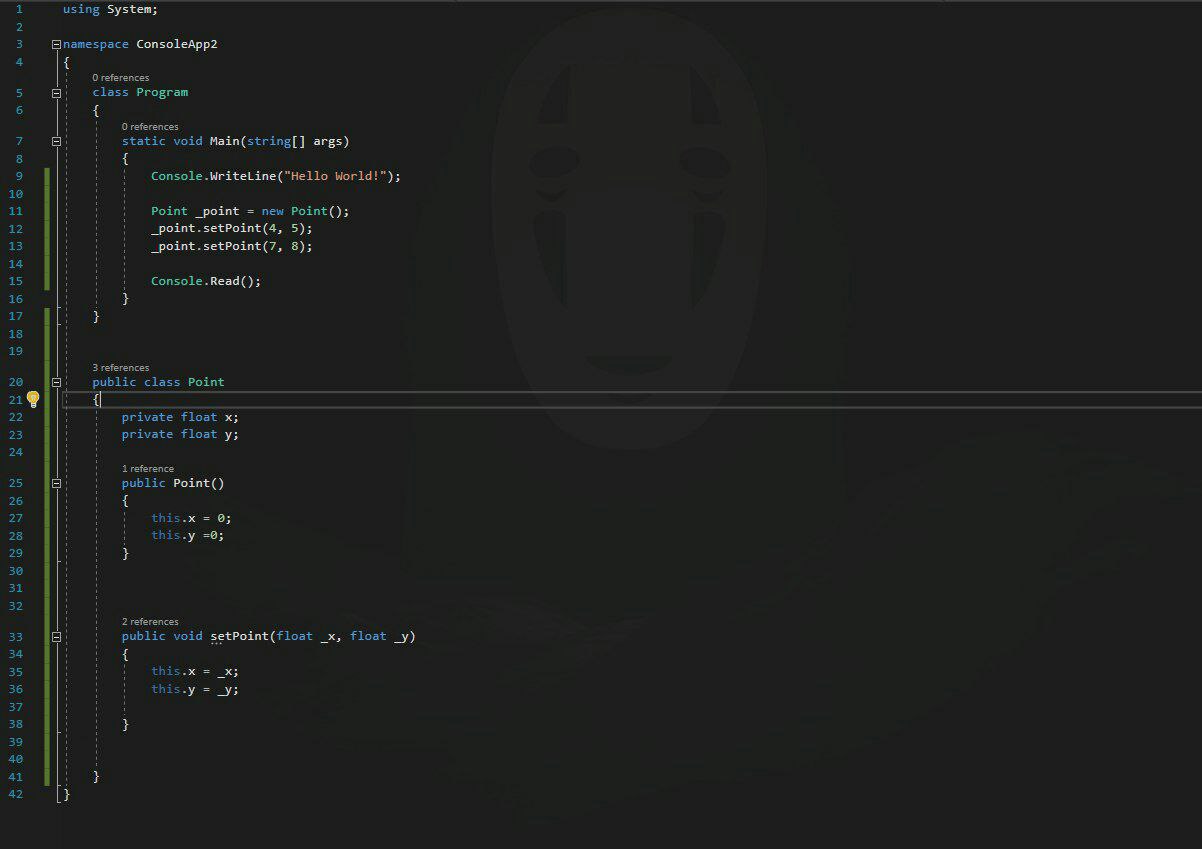 1 using System;
2
3 namespace ConsoleApp2
4 {
0 references
5 class Program
6 {
0 references
7 static void Main(string[] args)
8 {
9 Console.WriteLine("Hello World!");
10
11 Point _point = new Point();
12 _point.setPoint(4, 5);
13 _point.setPoint(7, 8);
14
15 Console.Read();
16 }
17 }
18
19
3 references
20 public class Point
21 {
22 private float x;
23 private float y;
24
1 reference
25 public Point()
26 {
27 this.x = 0;
28 this.y =0;
29 }
30
31
32
2 references
33 public void setPoint(float _x, float _y)
34 {
35 this.x = _x;
36 this.y = _y;
37
38 }
39
40
41 }
42 }